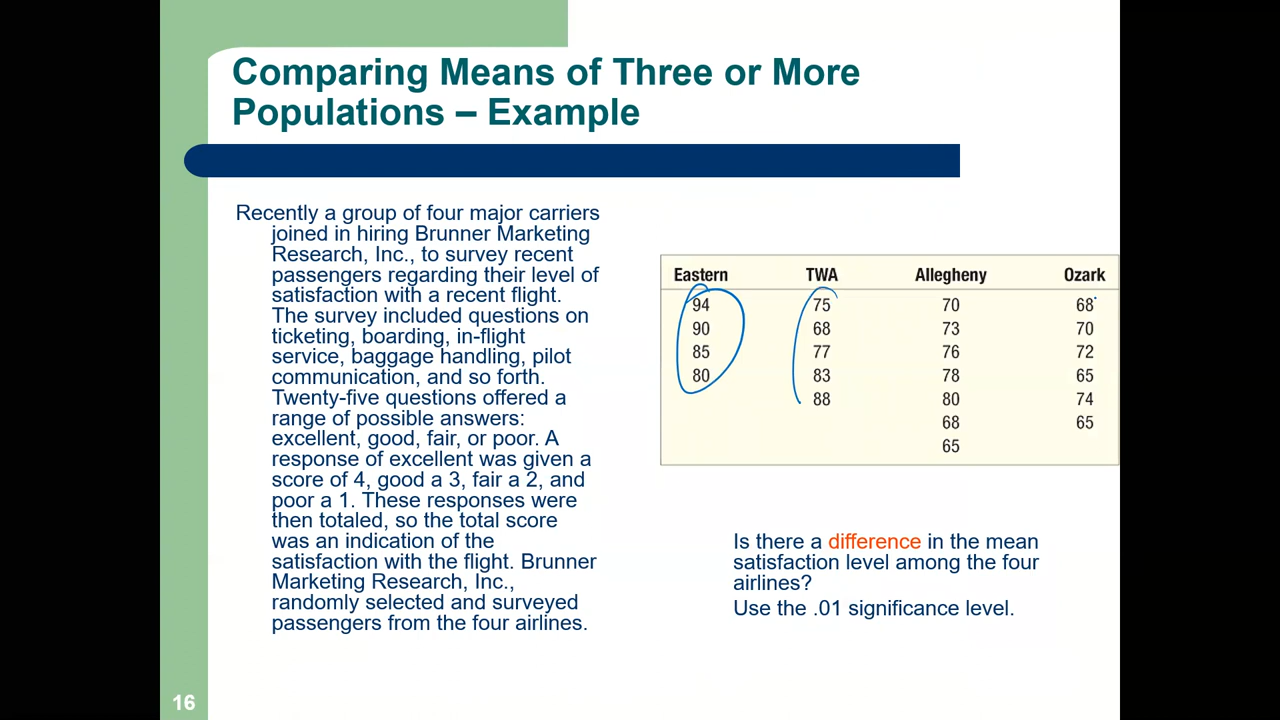 Comparing Means of Three or More
Populations – Example
Recently a group of four major carriers
joined in hiring Brunner Marketing
Research, Inc., to survey recent
passengers regarding their level of
satisfaction with a recent flight.
The survey included questions on
ticketing, boarding, in-flight
service, baggage handling, pilot
communication, and so forth.
Twenty-five questions offered a
range of possible answers:
excellent, good, fair, or poor. A
response of excellent was given a
score of 4, good a 3, fair a 2, and
poor a 1. These responses were
then totaled, so the total score
was an indication of the
satisfaction with the flight. Brunner
Marketing Research, Inc.,
randomly selected and surveyed
passengers from the four airlines.
Eastern TWA Allegheny Ozark
94 75 70 68
90 68 73 70
85 77 76 72
80 83 78 65
88 80 74
68 65
65
Is there a difference in the mean
satisfaction level among the four
airlines?
Use the .01 significance level.
16